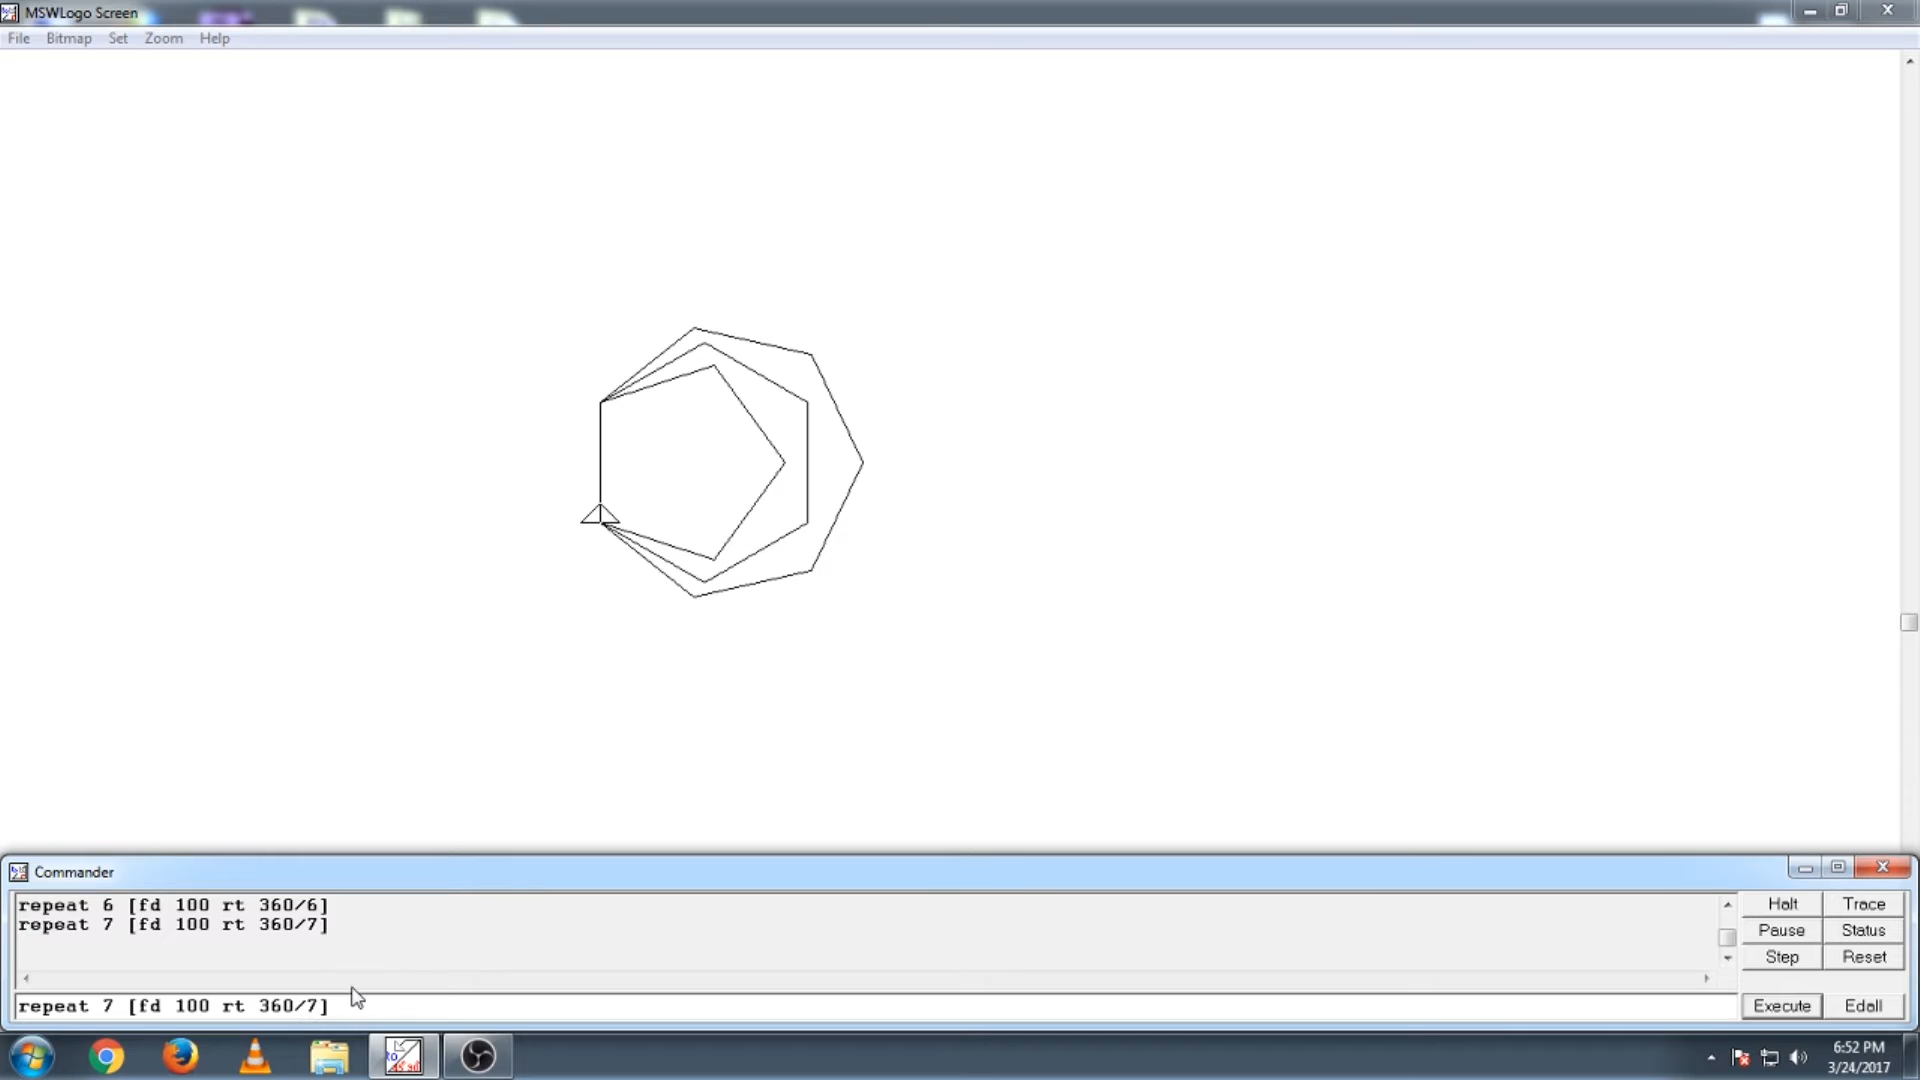 MSWLogo Screen
File Bitmap Set Zoom Help
Commander
repeat 6 [fd 100 rt 360/6]
repeat 7 [fd 100 rt 360/7]
Halt Trace
Pause Status
Step Reset
repeat 7 [fd 100 rt 360/7]
Execute Edall
6:52 PM
3/24/2017